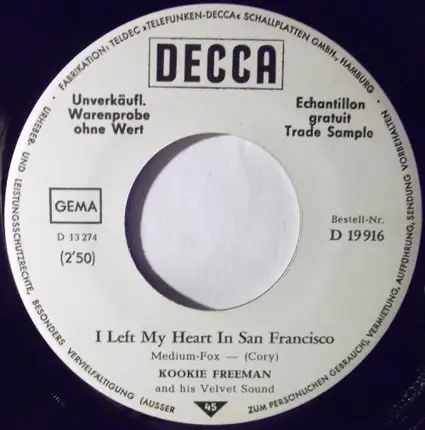 FABRIKATION: TELDEC »TELEFUNKEN-DECCA« SCHALLPLATTEN GMBH, HAMBURG ·
DECCA
Unverkäufl.
Warenprobe
ohne Wert
Echantillon
gratuit
Trade Sample
GEMA
D 13 274
(2'50)
Bestell-Nr.
D 19 916
I Left My Heart In San Francisco
Medium-Fox — (Cory)
KOOKIE FREEMAN
and his Velvet Sound
45
URHEBER- UND LEISTUNGSSCHUTZRECHTE, BESONDERS VERVIELFÄLTIGUNG (AUSSER
ZUM PERSÖNLICHEN GEBRAUCH), VERMIETUNG, AUFFÜHRUNG, SENDUNG VORBEHALTEN ·